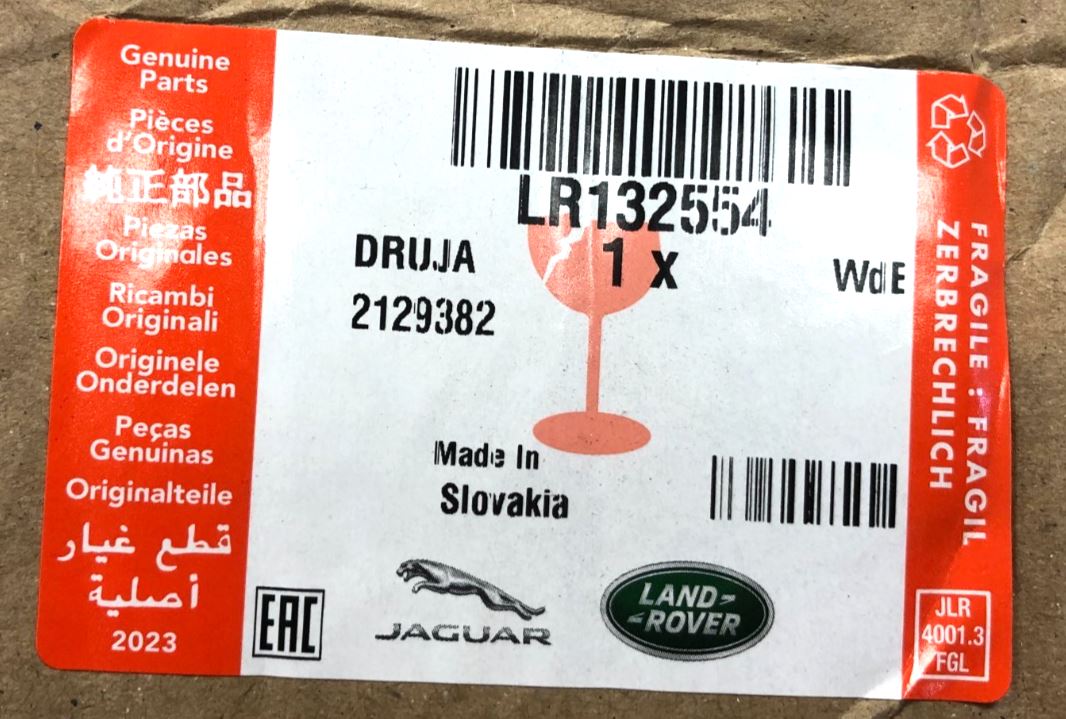 Genuine
Parts
Pièces
d'Origine
純正部品
Piezas
Originales
Ricambi
Originali
Originele
Onderdelen
Peças
Genuinas
Originalteile
قطع غيار
أصلية
2023
LR132554
1 x
DRUJA
WdE
2129382
Made In
Slovakia
EAC
JAGUAR
LAND-
-ROVER
FRAGILE : FRAGIL
ZERBRECHLICH
JLR
4001.3
FGL